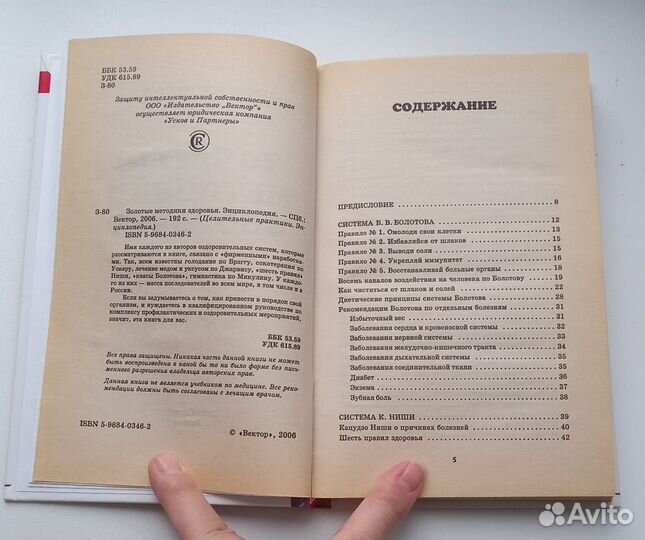 ББК 53.59
УДК 615.89
З-80
Защиту интеллектуальной собственности и прав
ООО «Издательство „Вектор“»
осуществляет юридическая компания
«Усков и Партнеры»
З-80 Золотые методики здоровья. Энциклопедия. — СПб.:
Вектор, 2006. — 192 с. — (Целительные практики. Эн-
циклопедия.)
ISBN 5-9684-0346-2
Имя каждого из авторов оздоровительных систем, которые
рассматриваются в книге, связано с «фирменными» наработка-
ми. Так, всем известны голодание по Брэггу, сокотерапия по
Уокеру, лечение медом и уксусом по Джарвису, «шесть правил»
Ниши, «квасы Болотова», гимнастика по Микулину. У каждо-
го из них — масса последователей во всем мире, в том числе и в
России.
Если вы задумываетесь о том, как привести в порядок свой
организм, и нуждаетесь в квалифицированном руководстве по
комплексу профилактических и оздоровительных мероприятий,
значит, эта книга для вас.
ББК 53.59
УДК 615.89
Все права защищены. Никакая часть данной книги не может
быть воспроизведена в какой бы то ни было форме без пись-
менного разрешения владельца авторских прав.
Данная книга не является учебником по медицине. Все реко-
мендации должны быть согласованы с лечащим врачом.
ISBN 5-9684-0346-2
© «Вектор», 2006
СОДЕРЖАНИЕ
ПРЕДИСЛОВИЕ 8
СИСТЕМА Б. В. БОЛОТОВА 12
Правило № 1. Омолоди свои клетки 13
Правило № 2. Избавляйся от шлаков 15
Правило № 3. Выводи соли 15
Правило № 4. Укрепляй иммунитет 16
Правило № 5. Восстанавливай больные органы 17
Восемь каналов воздействия на человека по Болотову 19
Как чиститься от шлаков и солей 21
Диетические принципы системы Болотова 28
Рекомендации Болотова по отдельным болезням 31
Избыточный вес 31
Заболевания сердца и кровеносной системы 32
Заболевания нервной системы 33
Заболевания желудочно-кишечного тракта 34
Заболевания дыхательной системы 35
Заболевания соединительной ткани 35
Диабет 36
Экзема 37
Зубная боль 38
СИСТЕМА К. НИШИ 39
Кацудзо Ниши о причинах болезней 40
Шесть правил здоровья 42
5
Avito